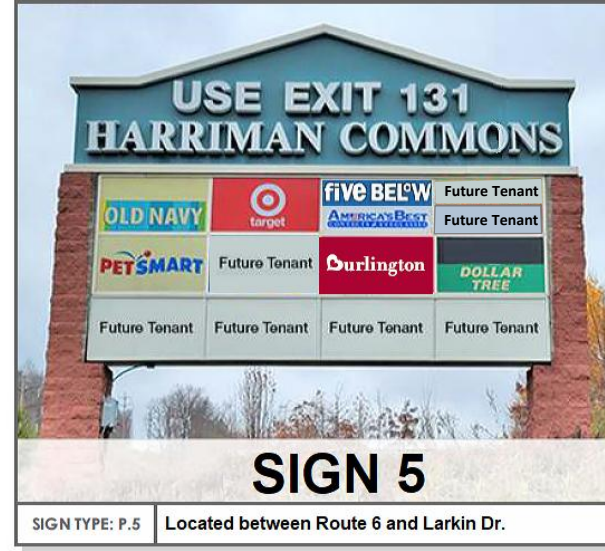 USE EXIT 131
HARRIMAN COMMONS
OLD NAVY
target
five BEL°W
AMERICA'S BEST
CONTACTS & EYEGLASSES
Future Tenant
Future Tenant
PETSMART
Future Tenant
Burlington
DOLLAR
TREE
Future Tenant
Future Tenant
Future Tenant
Future Tenant
SIGN 5
SIGN TYPE: P.5
Located between Route 6 and Larkin Dr.